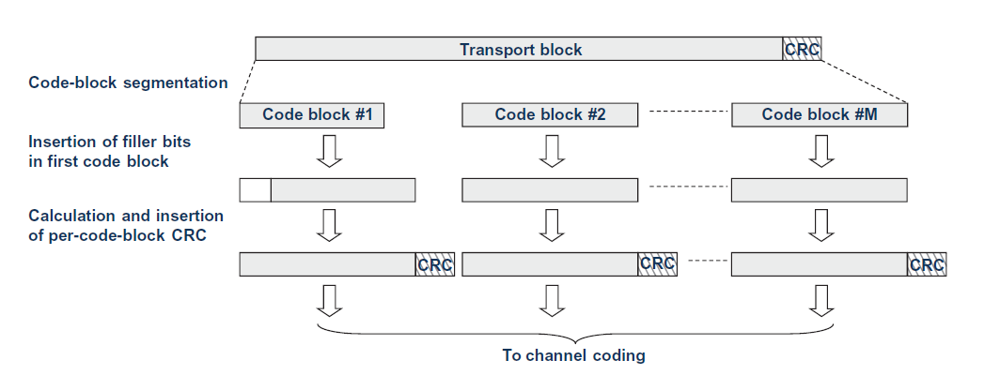 Transport block
CRC
Code-block segmentation
Code block #1
Code block #2
Code block #M
Insertion of filler bits
in first code block
Calculation and insertion
of per-code-block CRC
CRC
CRC
CRC
To channel coding